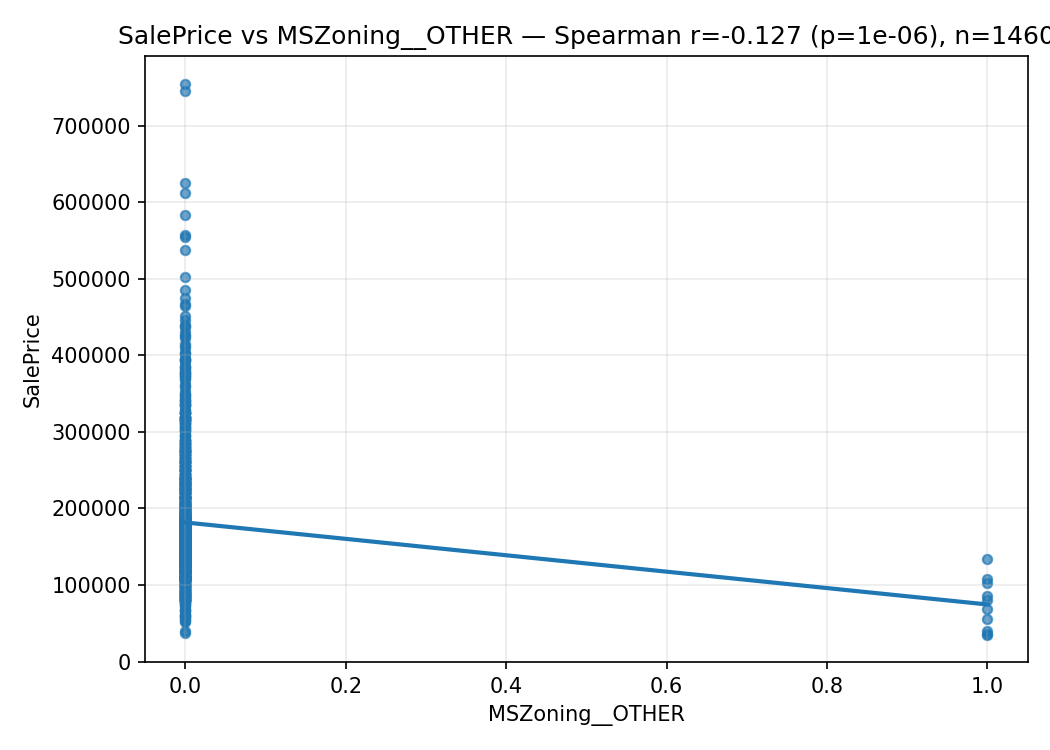 SalePrice vs MSZoning__OTHER — Spearman r=-0.127 (p=1e-06), n=1460
700000
600000
500000
400000
300000
200000
100000
0
SalePrice
0.0 0.2 0.4 0.6 0.8 1.0
MSZoning__OTHER